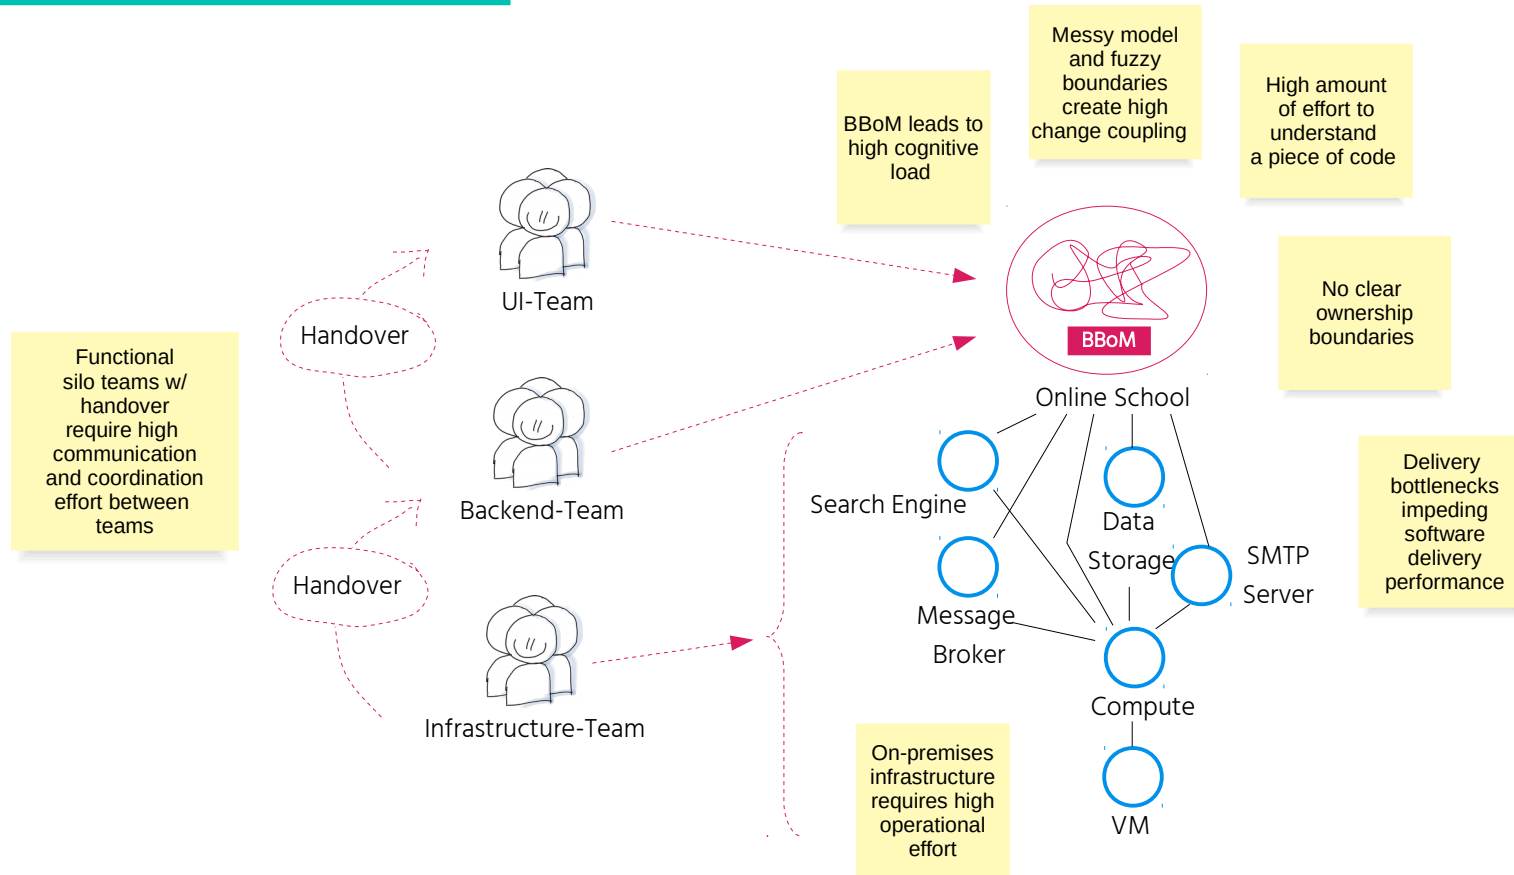 Messy model
and fuzzy
boundaries
create high
change coupling
High amount
of effort to
understand
a piece of code
BBoM leads to
high cognitive
load
UI-Team
Handover
BBoM
No clear
ownership
boundaries
Functional
silo teams w/
handover
require high
communication
and coordination
effort between
teams
Online School
Backend-Team
Search Engine
Data
Storage
SMTP
Server
Delivery
bottlenecks
impeding
software
delivery
performance
Handover
Message
Broker
Infrastructure-Team
Compute
On-premises
infrastructure
requires high
operational
effort
VM